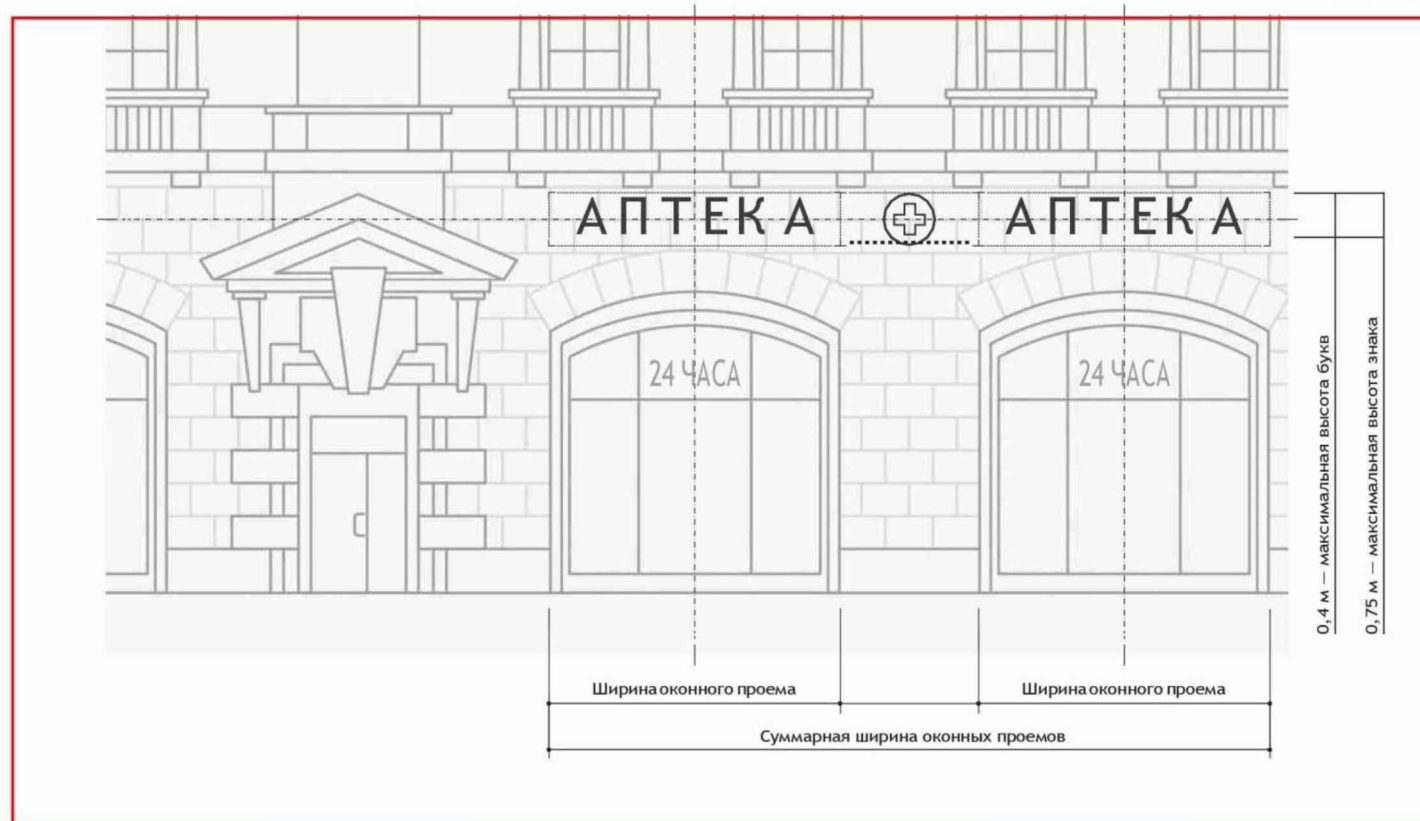 АПТЕКА
АПТЕКА
24 ЧАСА
24 ЧАСА
0,4 м — максимальная высота букв
0,75 м — максимальная высота знака
Ширина оконного проема
Ширина оконного проема
Суммарная ширина оконных проемов